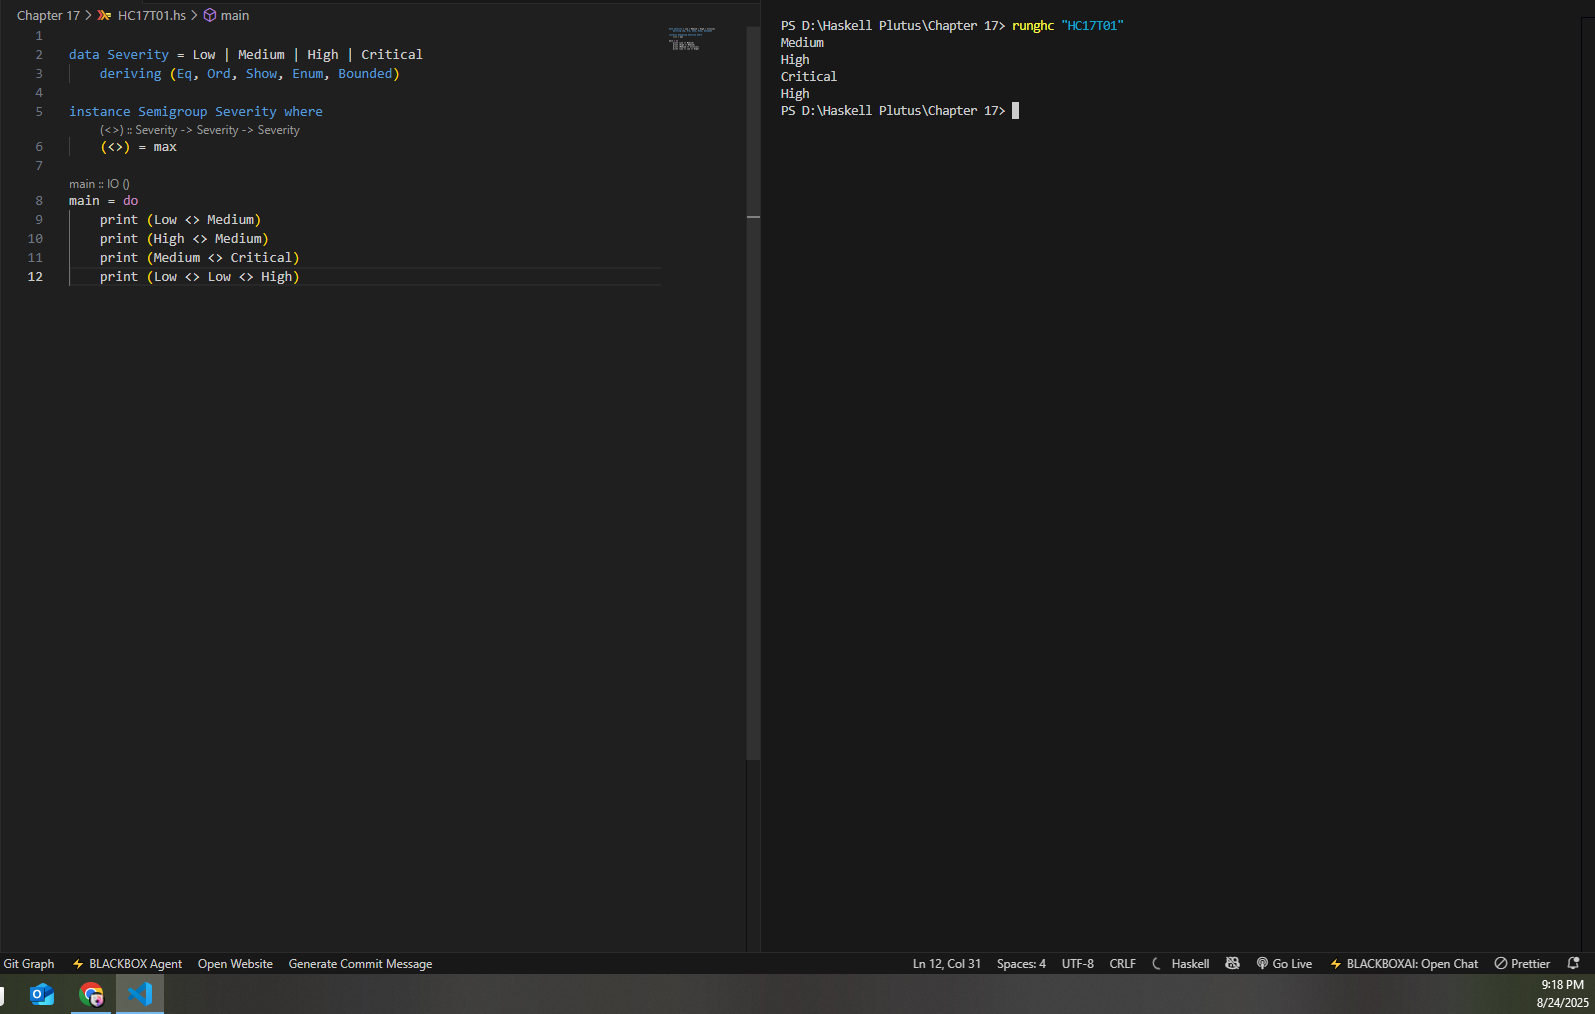 Chapter 17 > HC17T01.hs > main
1
2 data Severity = Low | Medium | High | Critical
3 deriving (Eq, Ord, Show, Enum, Bounded)
4
5 instance Semigroup Severity where
(<>) :: Severity -> Severity -> Severity
6 (<>) = max
7
main :: IO ()
8 main = do
9 print (Low <> Medium)
10 print (High <> Medium)
11 print (Medium <> Critical)
12 print (Low <> Low <> High)
PS D:\Haskell Plutus\Chapter 17> runghc "HC17T01"
Medium
High
Critical
High
PS D:\Haskell Plutus\Chapter 17>
Git Graph BLACKBOX Agent Open Website Generate Commit Message Ln 12, Col 31 Spaces: 4 UTF-8 CRLF Haskell Go Live BLACKBOXAI: Open Chat Prettier
9:18 PM
8/24/2025